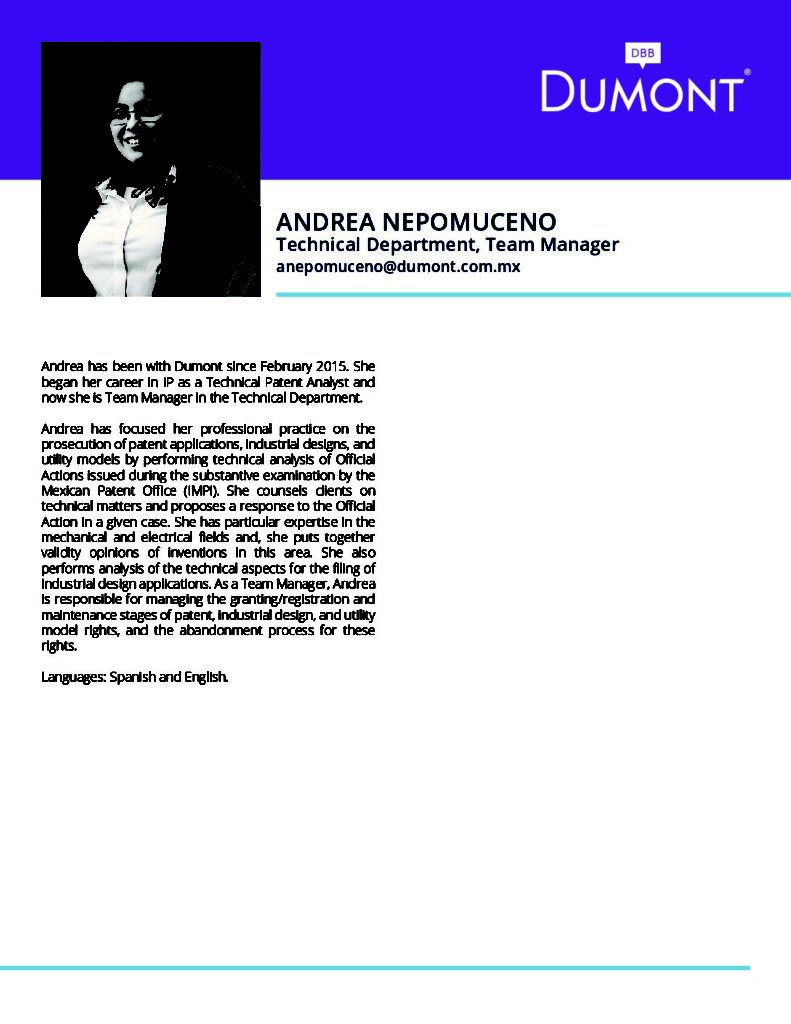 DBB
DUMONT®
ANDREA NEPOMUCENO
Technical Department, Team Manager
anepomuceno@dumont.com.mx
Andrea has been with Dumont since February 2015. She
began her career in IP as a Technical Patent Analyst and
now she is Team Manager in the Technical Department.
Andrea has focused her professional practice on the
prosecution of patent applications, industrial designs, and
utility models by performing technical analysis of Official
Actions issued during the substantive examination by the
Mexican Patent Office (IMPI). She counsels clients on
technical matters and proposes a response to the Official
Action in a given case. She has particular expertise in the
mechanical and electrical fields and, she puts together
validity opinions of inventions in this area. She also
performs analysis of the technical aspects for the filing of
industrial design applications. As a Team Manager, Andrea
is responsible for managing the granting/registration and
maintenance stages of patent, industrial design, and utility
model rights, and the abandonment process for these
rights.
Languages: Spanish and English.